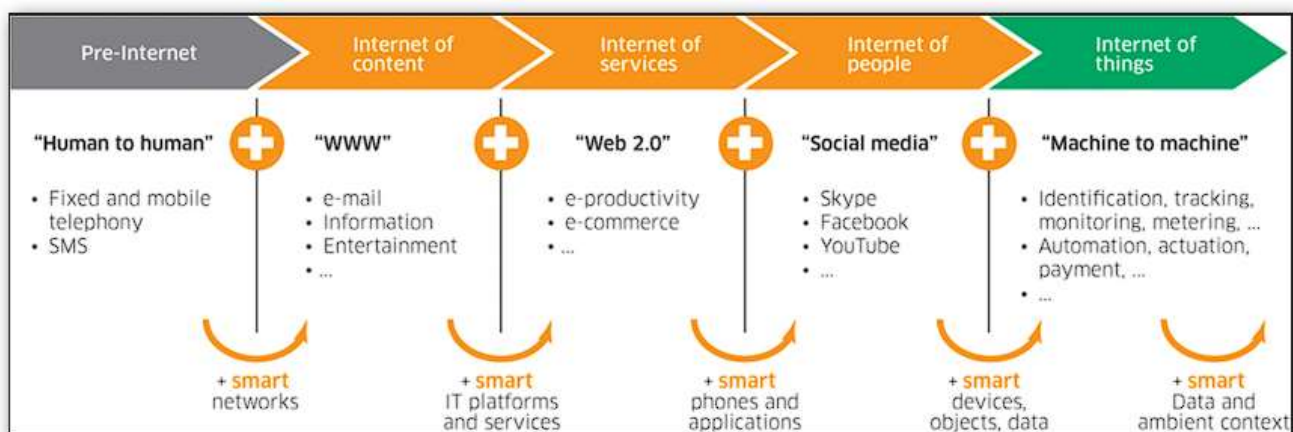 Pre-Internet
Internet of
content
Internet of
services
Internet of
people
Internet of
things
“Human to human”
“WWW”
“Web 2.0”
“Social media”
“Machine to machine”
• Fixed and mobile
telephony
• SMS
• e-mail
• Information
• Entertainment
• ...
• e-productivity
• e-commerce
• ...
• Skype
• Facebook
• YouTube
• ...
• Identification, tracking,
monitoring, metering, ...
• Automation, actuation,
payment, ...
• ...
+ smart
networks
+ smart
IT platforms
and services
+ smart
phones and
applications
+ smart
devices,
objects, data
+ smart
Data and
ambient context